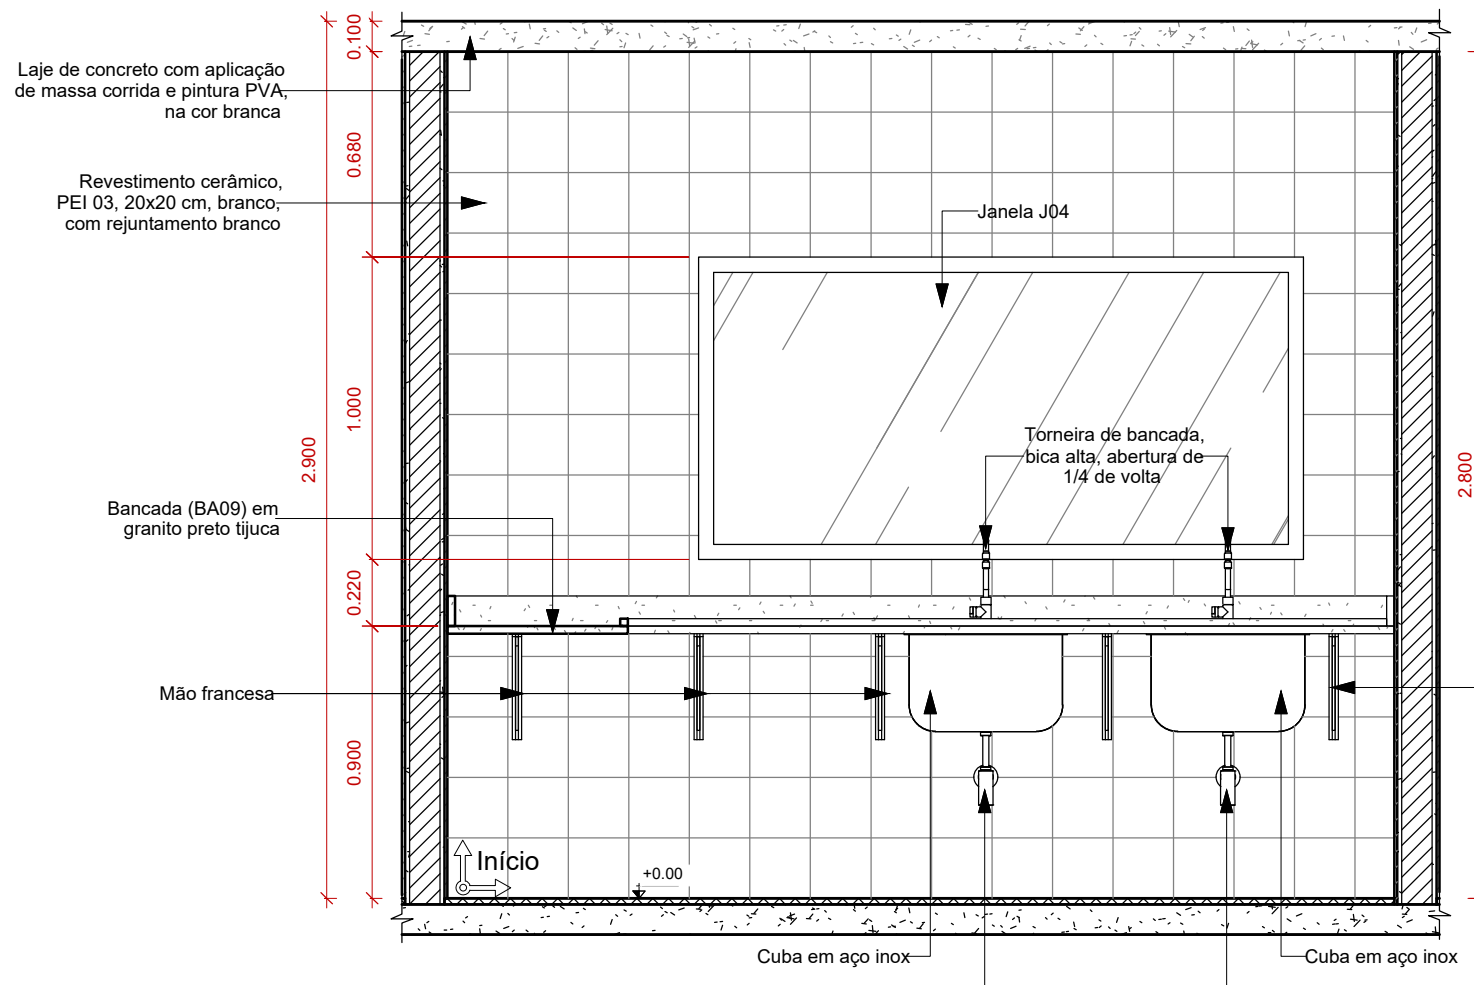 0.100
Laje de concreto com aplicação
de massa corrida e pintura PVA,
na cor branca
0.680
Revestimento cerâmico,
PEI 03, 20x20 cm, branco,
com rejuntamento branco
Janela J04
1.000
2.900
Torneira de bancada,
bica alta, abertura de
1/4 de volta
2.800
Bancada (BA09) em
granito preto tijuca
0.220
Mão francesa
0.900
Início
+0.00
Cuba em aço inox
Cuba em aço inox